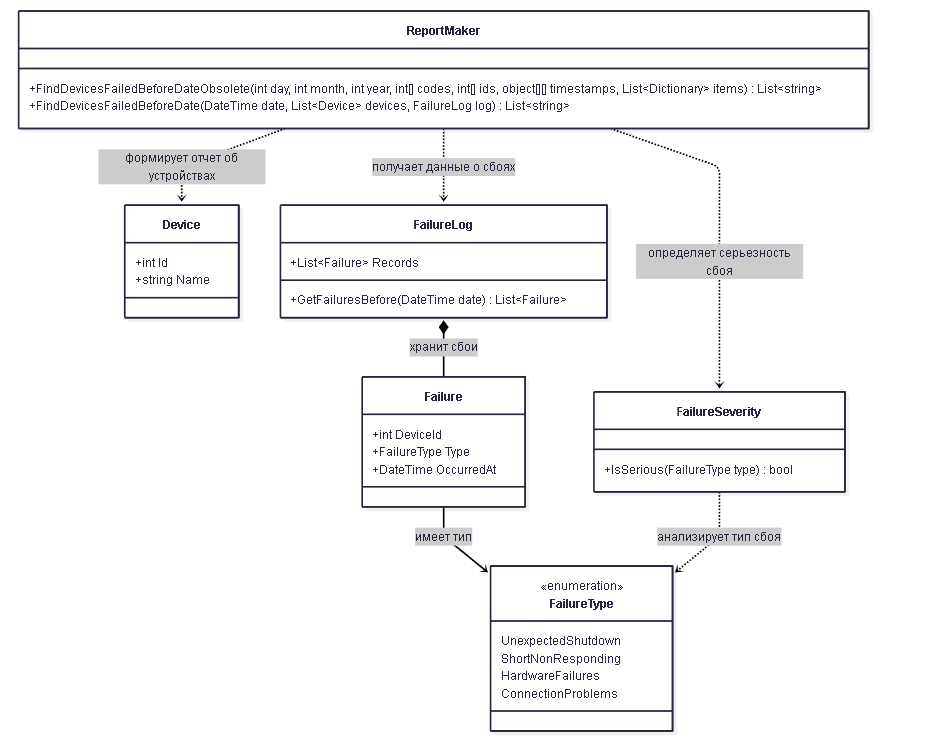 ReportMaker
+FindDevicesFailedBeforeDateObsolete(int day, int month, int year, int[] codes, int[] ids, object[][] timestamps, List<Dictionary> items) : List<string>
+FindDevicesFailedBeforeDate(DateTime date, List<Device> devices, FailureLog log) : List<string>
формирует отчет об
устройствах
получает данные о сбоях
определяет серьезность
сбоя
Device
+int Id
+string Name
FailureLog
+List<Failure> Records
+GetFailuresBefore(DateTime date) : List<Failure>
хранит сбои
Failure
+int DeviceId
+FailureType Type
+DateTime OccurredAt
FailureSeverity
+IsSerious(FailureType type) : bool
имеет тип
анализирует тип сбоя
«enumeration»
FailureType
UnexpectedShutdown
ShortNonResponding
HardwareFailures
ConnectionProblems